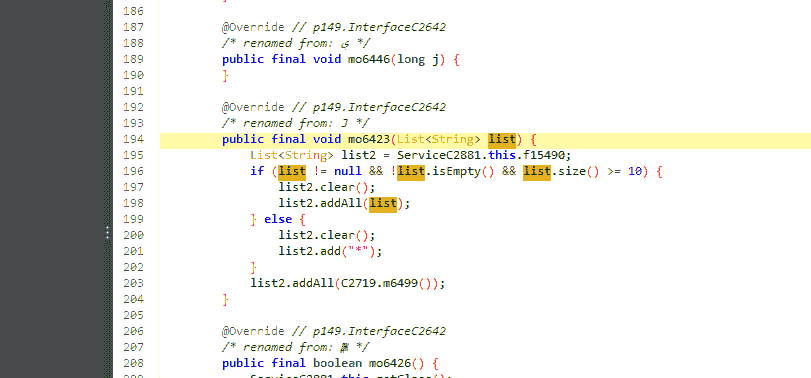 186
187 @Override // p149.InterfaceC2642
188 /* renamed from: ی */
189 public final void mo6446(long j) {
190 }
191
192 @Override // p149.InterfaceC2642
193 /* renamed from: J */
194 public final void mo6423(List<String> list) {
195 List<String> list2 = ServiceC2881.this.f15490;
196 if (list != null && !list.isEmpty() && list.size() >= 10) {
197 list2.clear();
198 list2.addAll(list);
199 } else {
200 list2.clear();
201 list2.add("*");
202 }
203 list2.addAll(C2719.m6499());
204 }
205
206 @Override // p149.InterfaceC2642
207 /* renamed from: */
208 public final boolean mo6426() {